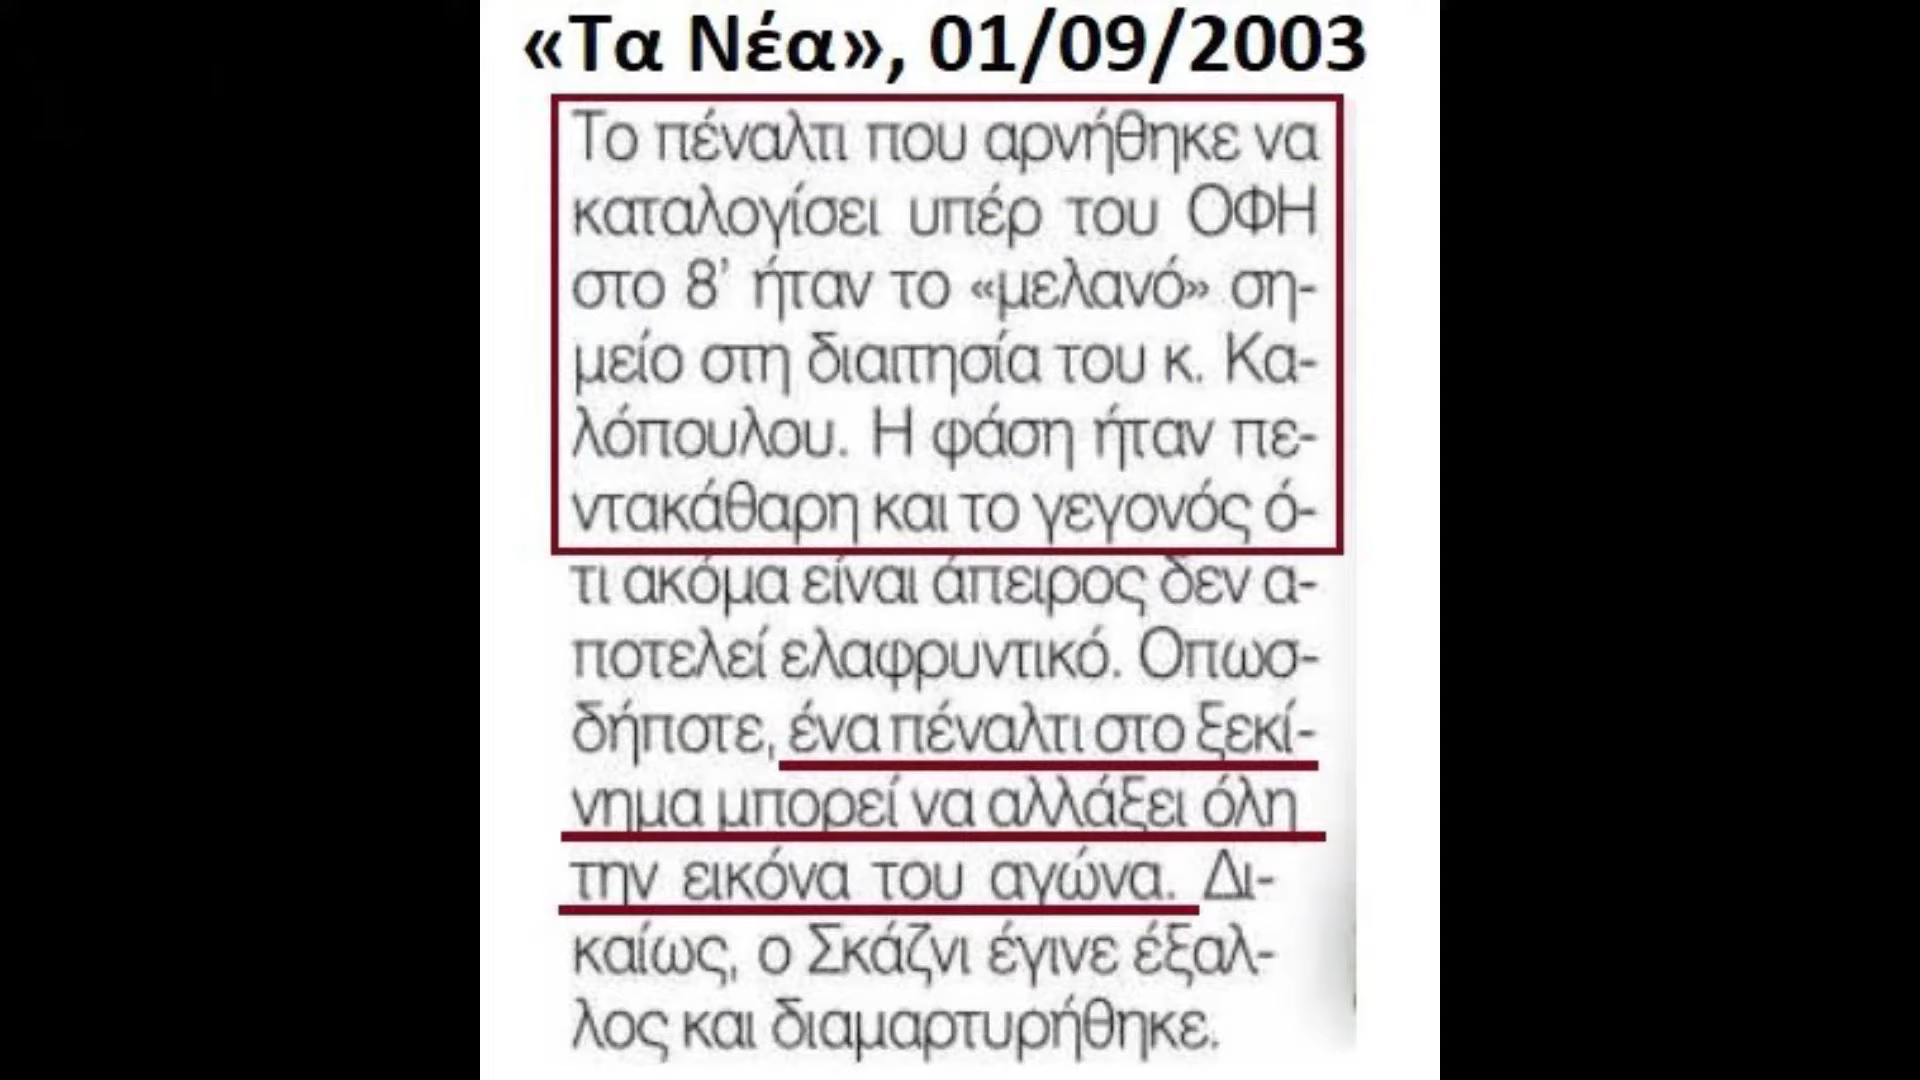 «Τα Νέα», 01/09/2003
Το πέναλτι που αρνήθηκε να
καταλογίσει υπέρ του ΟΦΗ
στο 8’ ήταν το «μελανό» ση-
μείο στη διαιτησία του κ. Κα-
λόπουλου. Η φάση ήταν πε-
ντακάθαρη και το γεγονός ό-
τι ακόμα είναι άπειρος δεν α-
ποτελεί ελαφρυντικό. Οπωσ-
δήποτε, ένα πέναλτι στο ξεκί-
νημα μπορεί να αλλάξει όλη
την εικόνα του αγώνα. Δι-
καίως, ο Σκάζνι έγινε έξαλ-
λος και διαμαρτυρήθηκε.